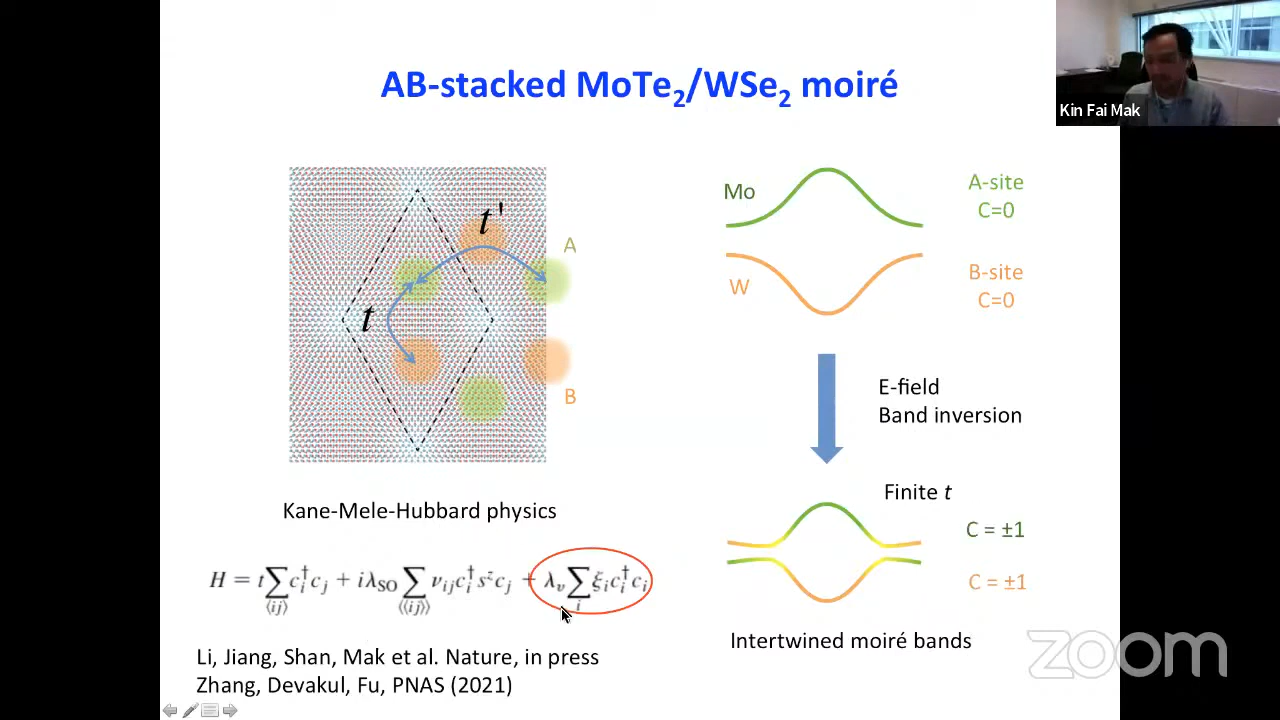 AB-stacked MoTe2/WSe2 moiré
Kin Fai Mak
t'
A
t
B
Mo
A-site
C=0
W
B-site
C=0
E-field
Band inversion
Finite t
C = ±1
C = ±1
Intertwined moiré bands
Kane-Mele-Hubbard physics
H = t∑⟨ij⟩ c†i cj + iλSO ∑⟨⟨ij⟩⟩ νij c†i s^z cj + λv ∑i ξi c†i ci
Li, Jiang, Shan, Mak et al. Nature, in press
Zhang, Devakul, Fu, PNAS (2021)
zoom